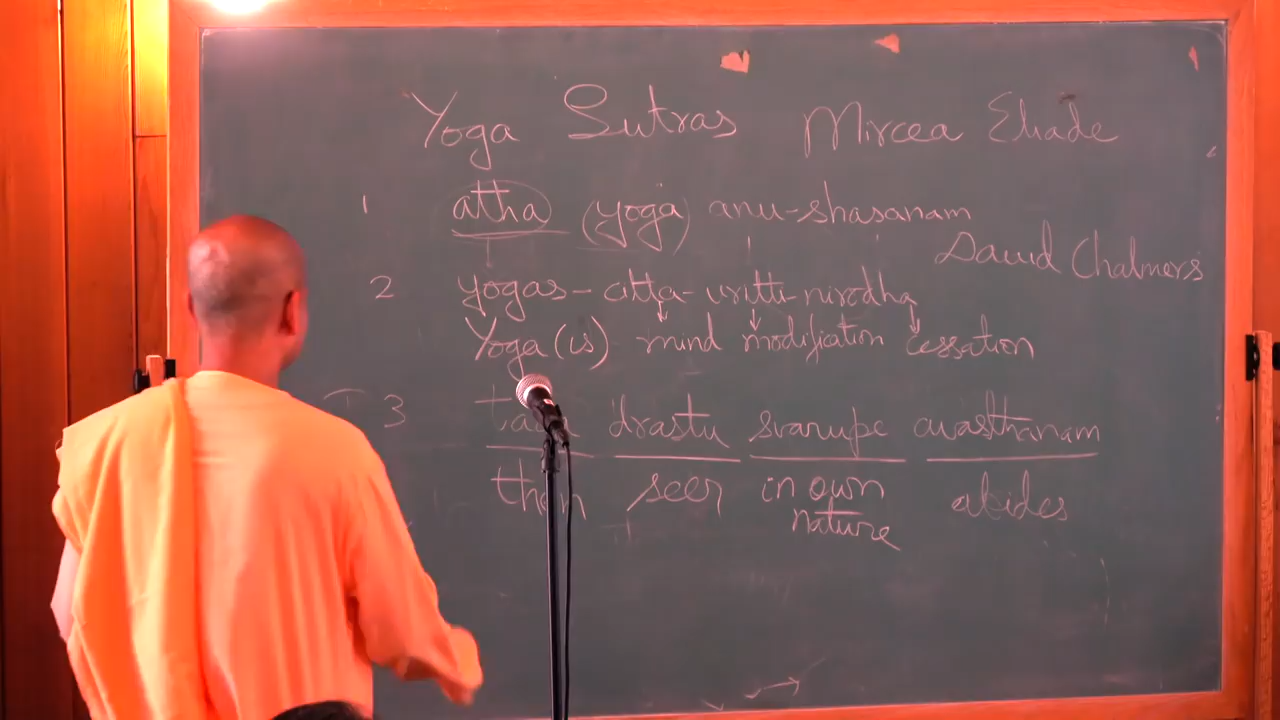 Yoga Sutras Mircea Eliade
1 atha (yoga) anu-shasanam
David Chalmers
2 yogas-citta-vritti-nirodha
Yoga (is) mind modification cessation
3 drastu svarupe avasthanam
then seer in own abides
nature